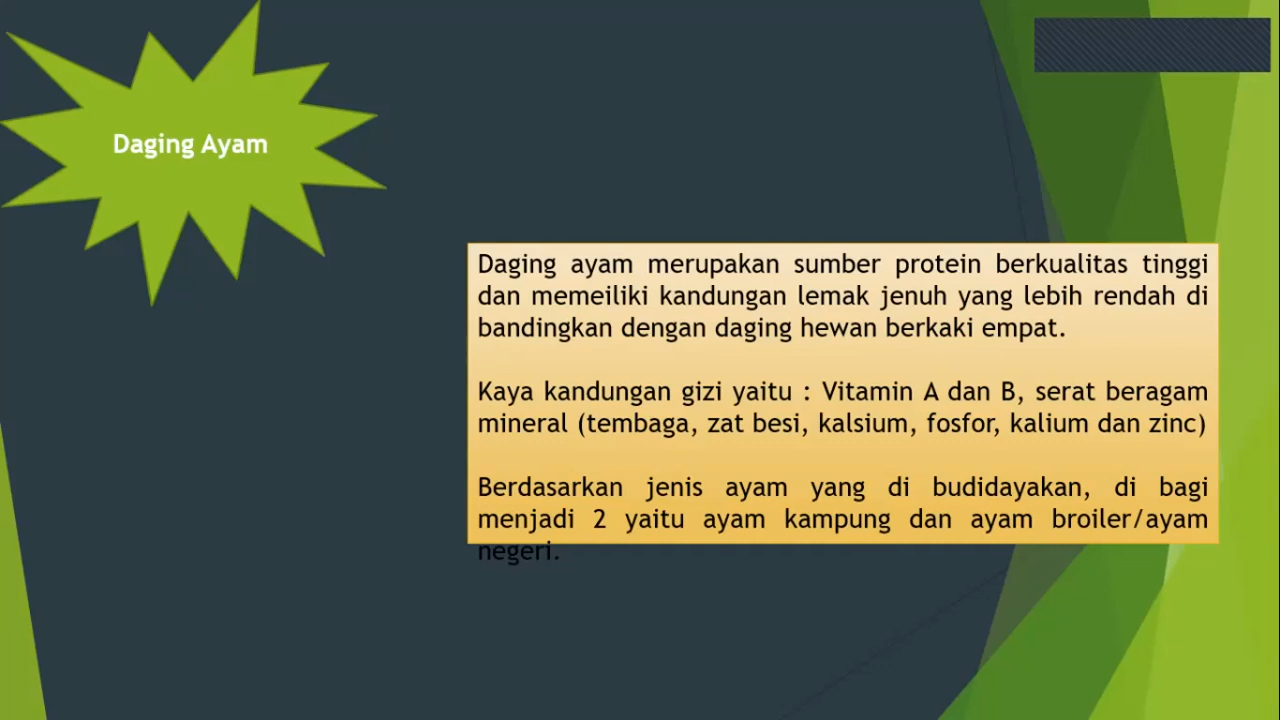 Daging Ayam
Daging ayam merupakan sumber protein berkualitas tinggi
dan memeiliki kandungan lemak jenuh yang lebih rendah di
bandingkan dengan daging hewan berkaki empat.
Kaya kandungan gizi yaitu : Vitamin A dan B, serat beragam
mineral (tembaga, zat besi, kalsium, fosfor, kalium dan zinc)
Berdasarkan jenis ayam yang di budidayakan, di bagi
menjadi 2 yaitu ayam kampung dan ayam broiler/ayam
negeri.